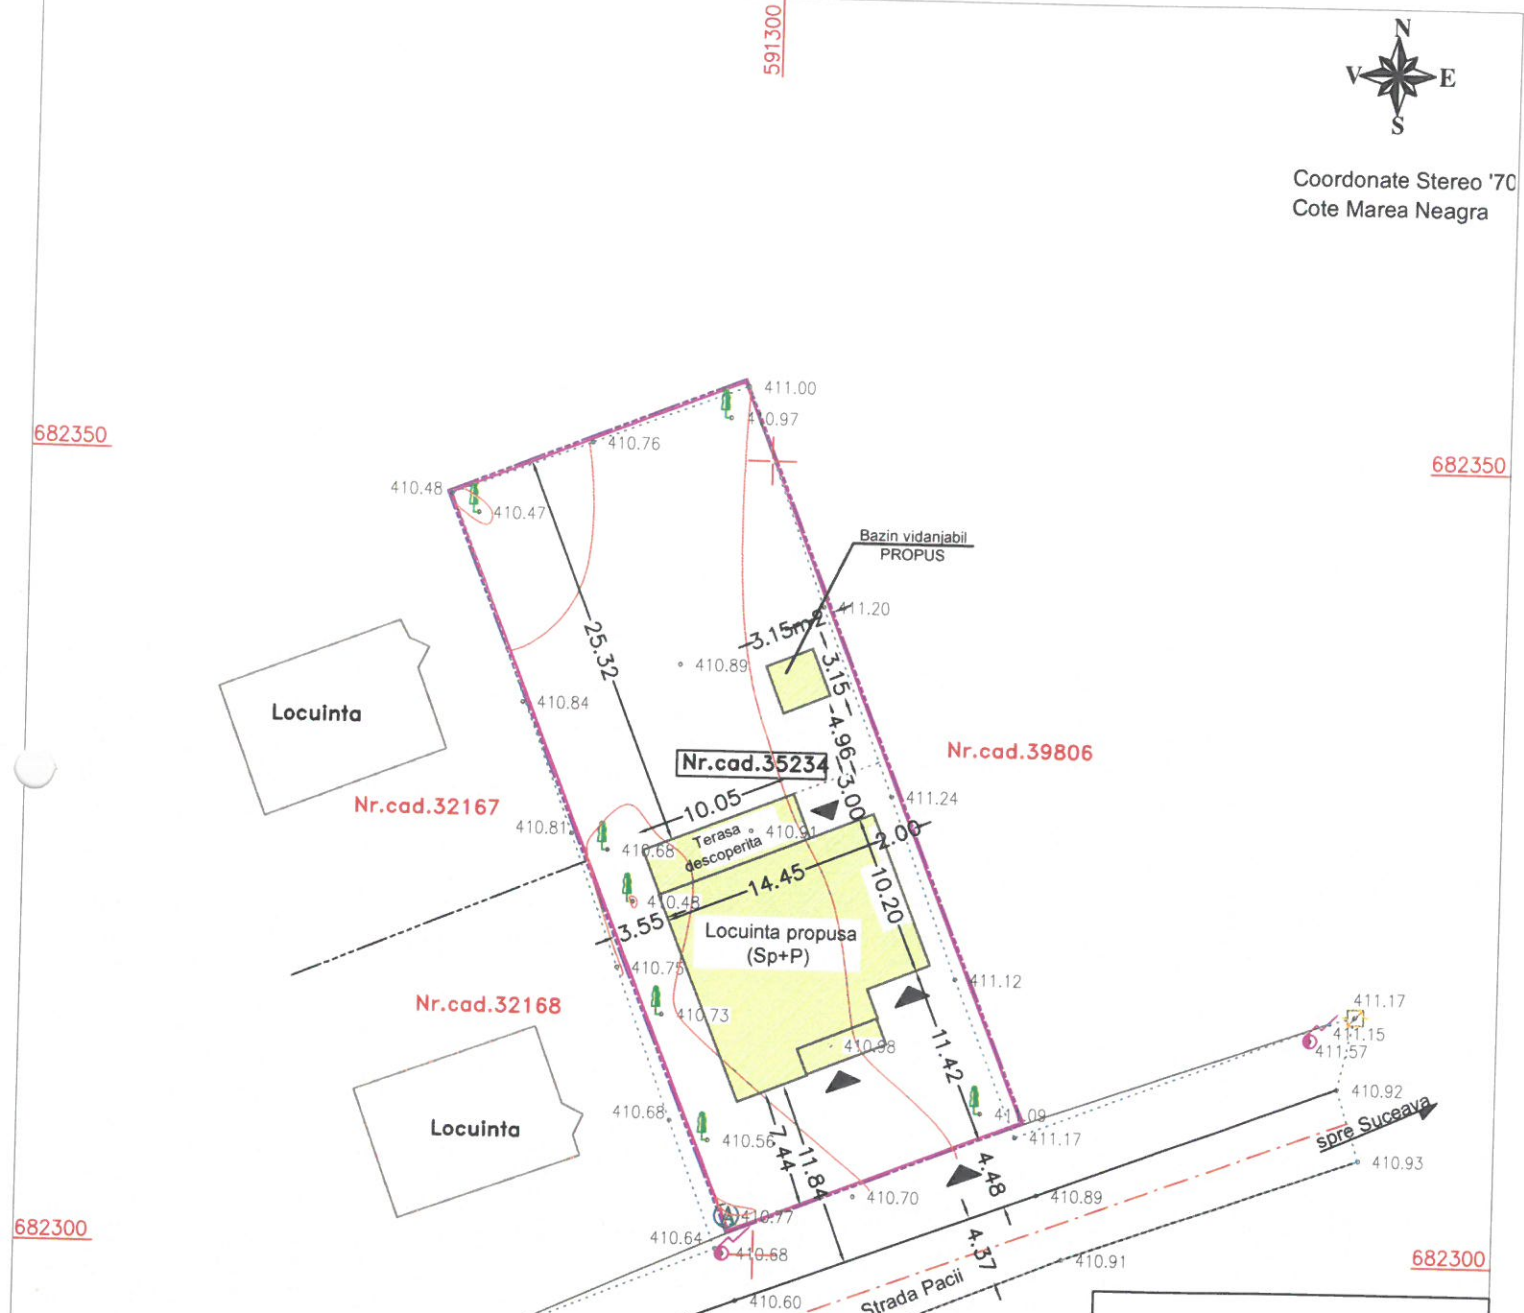 591300
N
V E
S
Coordonate Stereo '70
Cote Marea Neagra
411.00
410.97
682350
410.76
682350
410.48
410.47
Bazin vidanjabil
PROPUS
411.20
3.15m2
25.32
410.89
3.15
410.84
Locuinta
4.96
Nr.cad.35234
Nr.cad.39806
3.00
Nr.cad.32167
10.05
411.24
410.81
410.91
Terasa
descoperita
2.00
410.68
14.45
10.20
410.48
3.55
Locuinta propusa
(Sp+P)
410.75
411.12
Nr.cad.32168
410.73
411.17
411.15
410.98
411.57
11.42
410.92
410.68
411.09
spre Suceava
Locuinta
410.56
411.17
7.44
11.84
410.93
4.48
410.70
410.89
410.77
682300
410.64
410.68
4.37
682300
410.91
Strada Pacii
410.60